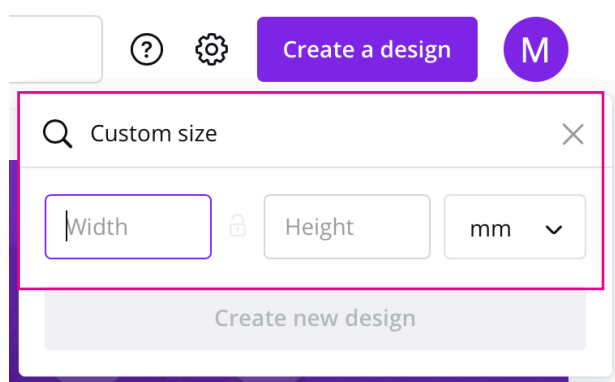 Create a design
M
Custom size
Width Height mm
Create new design